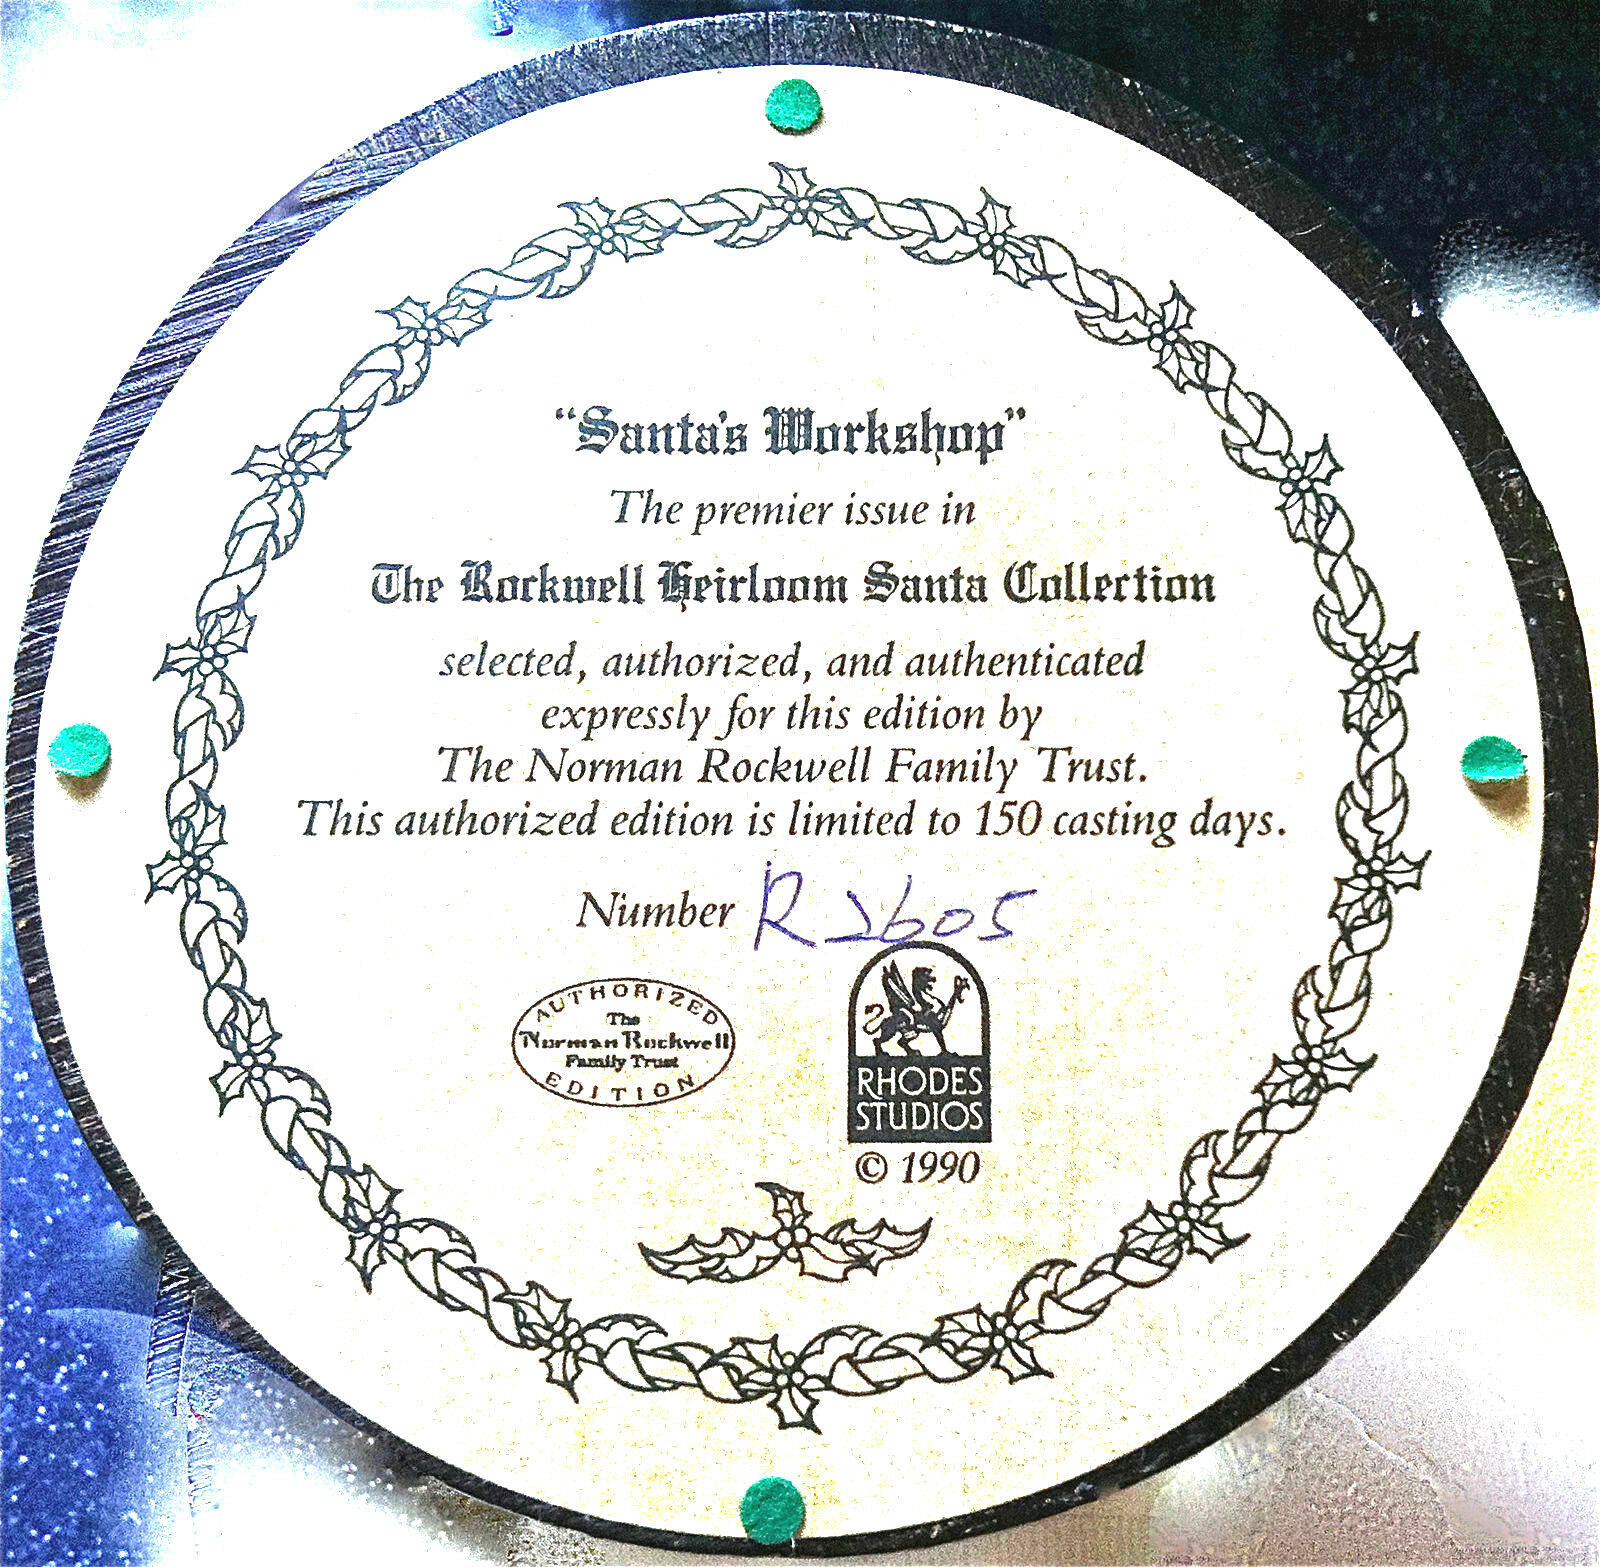 “Santa's Workshop”
The premier issue in
The Rockwell Heirloom Santa Collection
selected, authorized, and authenticated
expressly for this edition by
The Norman Rockwell Family Trust.
This authorized edition is limited to 150 casting days.
Number R2605
AUTHORIZED
The
Norman Rockwell
Family Trust
EDITION
RHODES
STUDIOS
© 1990